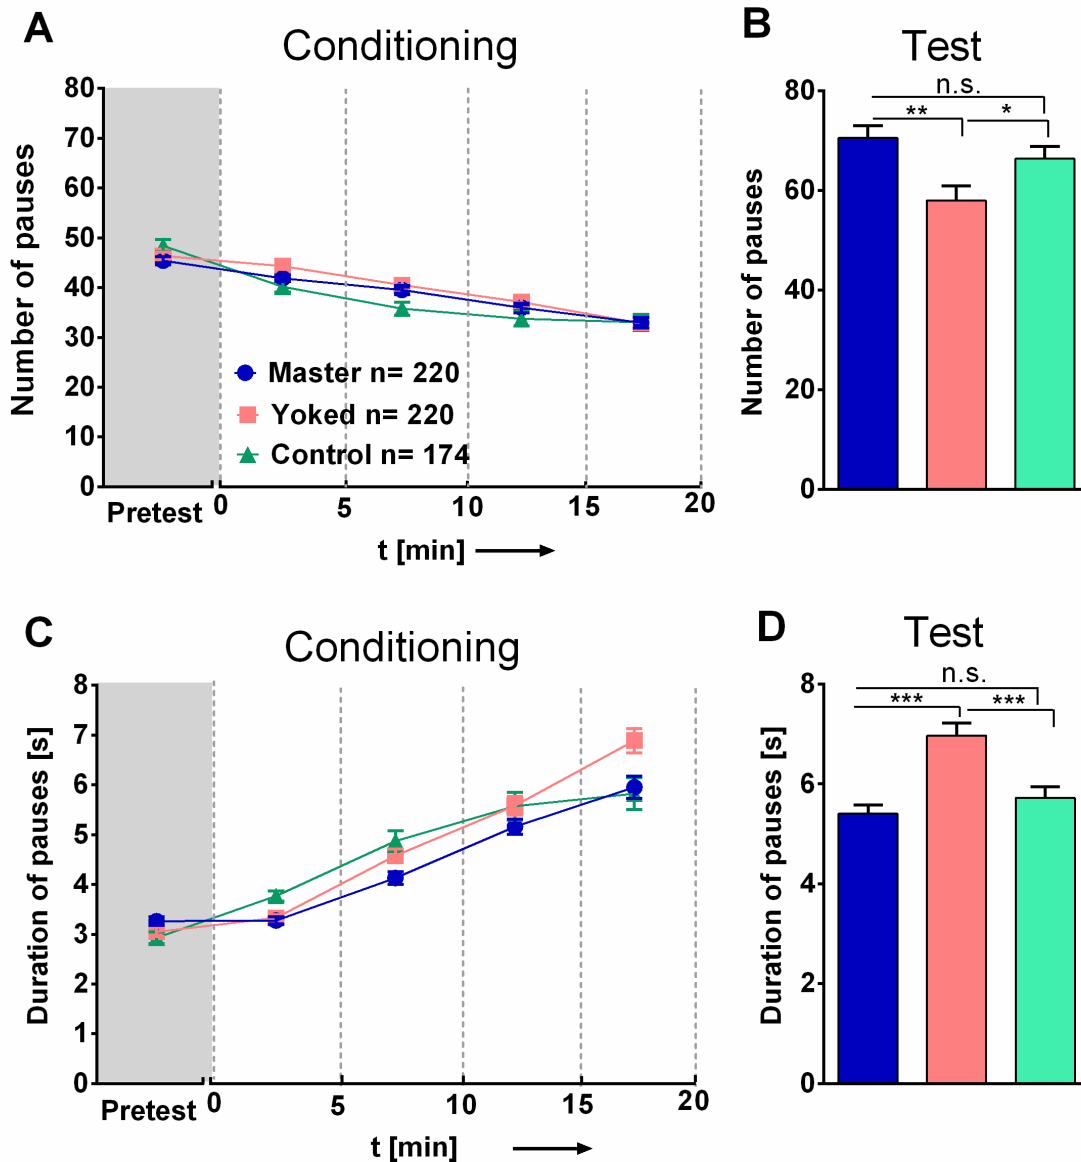 A
Conditioning
80
70
60
50
40
30
20
10
0
Number of pauses
Master n= 220
Yoked n= 220
Control n= 174
Pretest 0 5 10 15 20
t [min]
B
Test
n.s.
** *
80
60
40
20
0
Number of pauses
C
Conditioning
8
7
6
5
4
3
2
1
0
Duration of pauses [s]
Pretest 0 5 10 15 20
t [min]
D
Test
n.s.
*** ***
8
6
4
2
0
Duration of pauses [s]